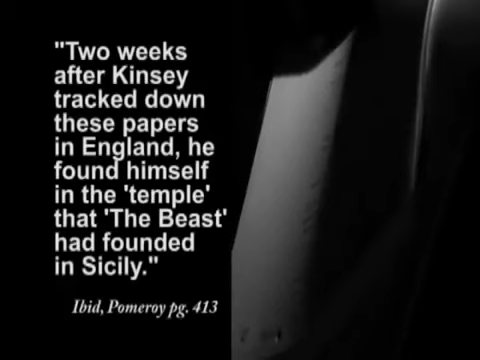 "Two weeks
after Kinsey
tracked down
these papers
in England, he
found himself
in the 'temple'
that 'The Beast'
had founded
in Sicily."
Ibid, Pomeroy pg. 413